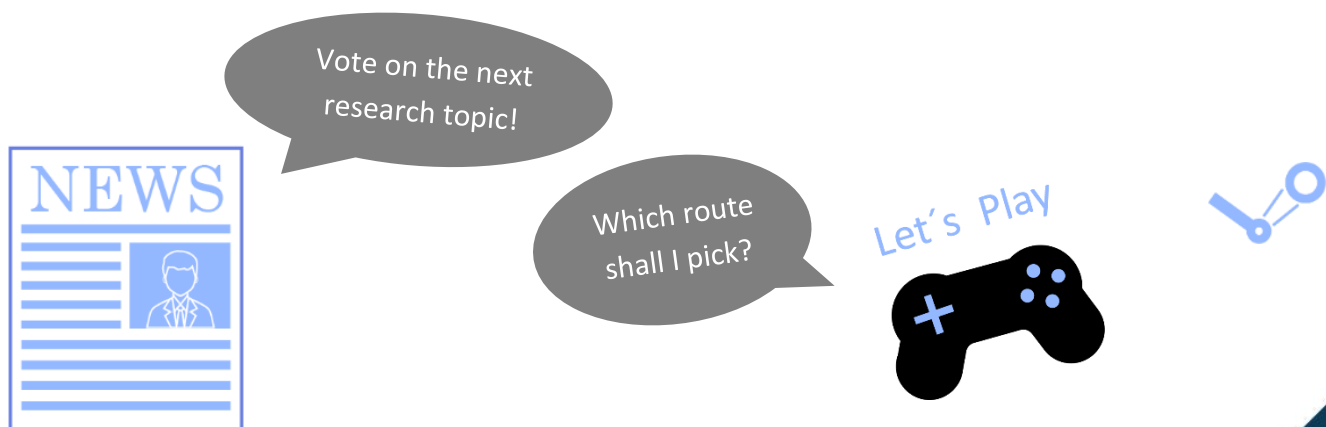 Vote on the next
research topic!
NEWS
Which route
shall I pick?
Let´s Play